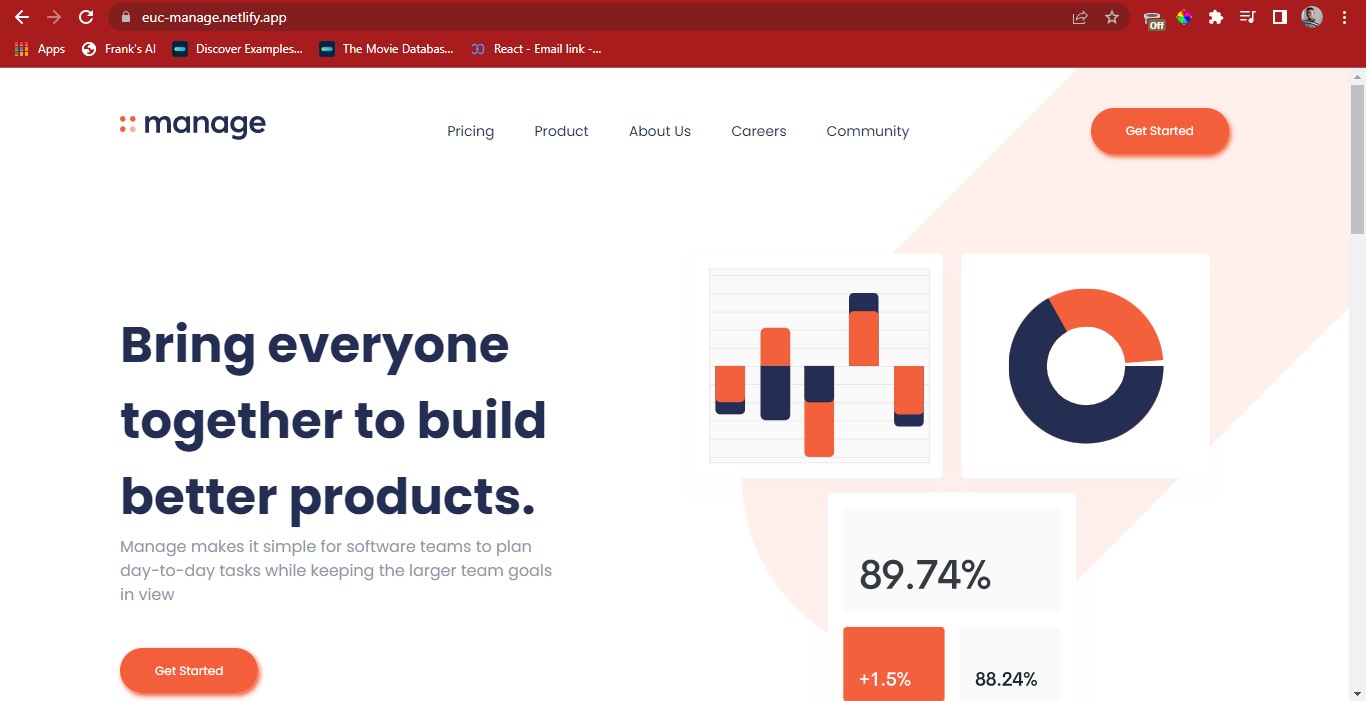 euc-manage.netlify.app
Off
Apps Frank's AI Discover Examples... The Movie Databas... React - Email link -...
manage Pricing Product About Us Careers Community Get Started
Bring everyone
together to build
better products.
Manage makes it simple for software teams to plan
day-to-day tasks while keeping the larger team goals
in view
Get Started
89.74%
+1.5% 88.24%